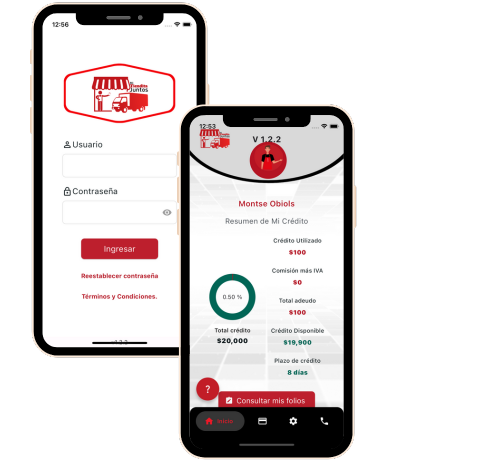 12:56
Tiendita
Juntos
Usuario
Contraseña
Ingresar
Reestablecer contraseña
Términos y Condiciones.
12:53
V 1.2.2
Montse Obiols
Resumen de Mi Crédito
Crédito Utilizado
$100
Comisión más IVA
$0
Total adeudo
$100
0.50 %
Total crédito
$20,000
Crédito Disponible
$19,900
Plazo de crédito
8 días
?
Consultar mis folios
Inicio